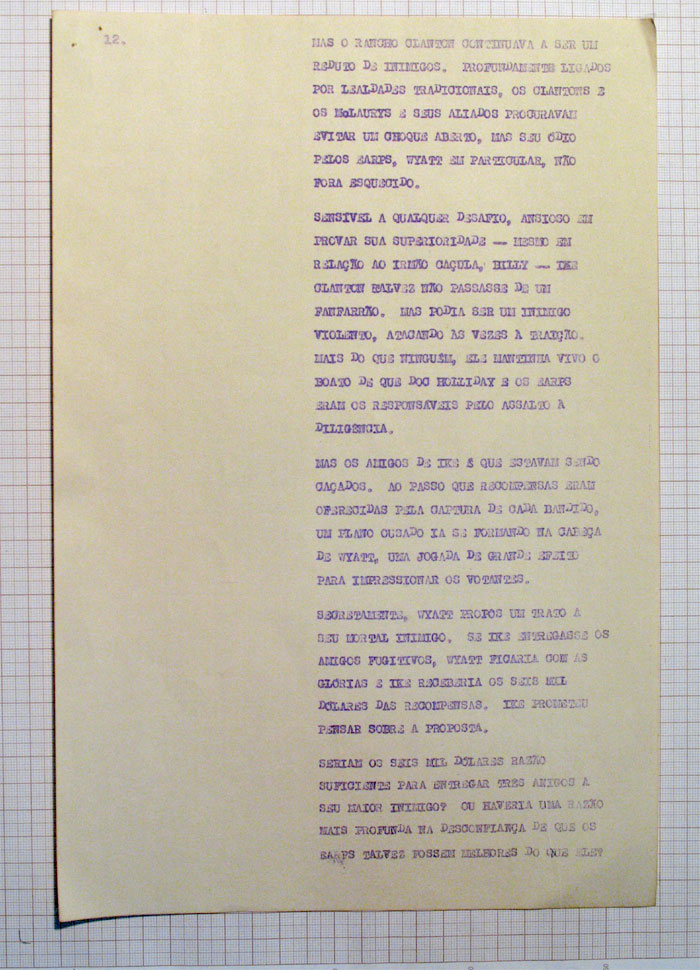 12.
MAS O RANCHO CLANTON CONTINUAVA A SER UM
REDUTO DE INIMIGOS. PROFUNDAMENTE LIGADOS
POR LEALDADES TRADICIONAIS, OS CLANTONS E
OS McLAURYS E SEUS ALIADOS PROCURAVAM
EVITAR UM CHOQUE ABERTO, MAS SEU ÓDIO
PELOS EARPS, WYATT EM PARTICULAR, NÃO
FORA ESQUECIDO.
SENSÍVEL A QUALQUER DESAFIO, ANSIOSO EM
PROVAR SUA SUPERIORIDADE — MESMO EM
RELAÇÃO AO IRMÃO CAÇULA, BILLY — IKE
CLANTON TALVEZ NÃO PASSASSE DE UM
FANFARRÃO. MAS PODIA SER UM INIMIGO
VIOLENTO, ATACANDO ÀS VEZES À TRAIÇÃO.
MAIS DO QUE NINGUÉM, ELE MANTINHA VIVO O
BOATO DE QUE DOC HOLLIDAY E OS EARPS
ERAM OS RESPONSÁVEIS PELO ASSALTO À
DILIGÊNCIA.
MAS OS AMIGOS DE IKE É QUE ESTAVAM SENDO
CAÇADOS. AO PASSO QUE RECOMPENSAS ERAM
OFERECIDAS PELA CAPTURA DE CADA BANDIDO,
UM PLANO OUSADO IA SE FORMANDO NA CABEÇA
DE WYATT, UMA JOGADA DE GRANDE EFEITO
PARA IMPRESSIONAR OS VOTANTES.
SECRETAMENTE, WYATT PROPÔS UM TRATO A
SEU MORTAL INIMIGO. SE IKE ENTREGASSE OS
AMIGOS FUGITIVOS, WYATT FICARIA COM AS
GLÓRIAS E IKE RECEBERIA OS SEIS MIL
DÓLARES DAS RECOMPENSAS. IKE PROMETEU
PENSAR SOBRE A PROPOSTA.
SERIAM OS SEIS MIL DÓLARES RAZÃO
SUFICIENTE PARA ENTREGAR TRÊS AMIGOS A
SEU MAIOR INIMIGO? OU HAVERIA UMA RAZÃO
MAIS PROFUNDA NA DESCONFIANÇA DE QUE OS
EARPS TALVEZ FOSSEM MELHORES DO QUE ELE?